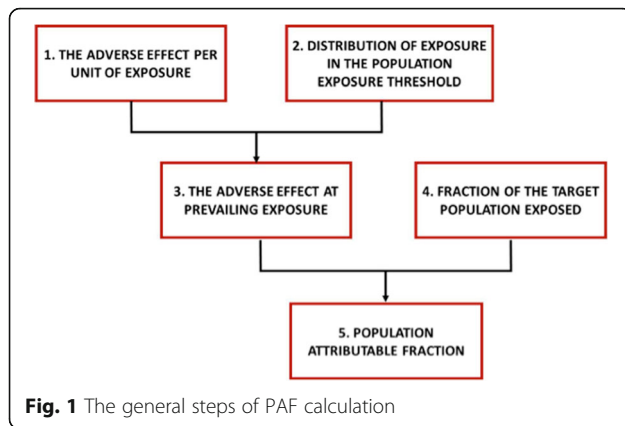 1. THE ADVERSE EFFECT PER
UNIT OF EXPOSURE
2. DISTRIBUTION OF EXPOSURE
IN THE POPULATION
EXPOSURE THRESHOLD
3. THE ADVERSE EFFECT AT
PREVAILING EXPOSURE
4. FRACTION OF THE TARGET
POPULATION EXPOSED
5. POPULATION
ATTRIBUTABLE FRACTION
Fig. 1 The general steps of PAF calculation